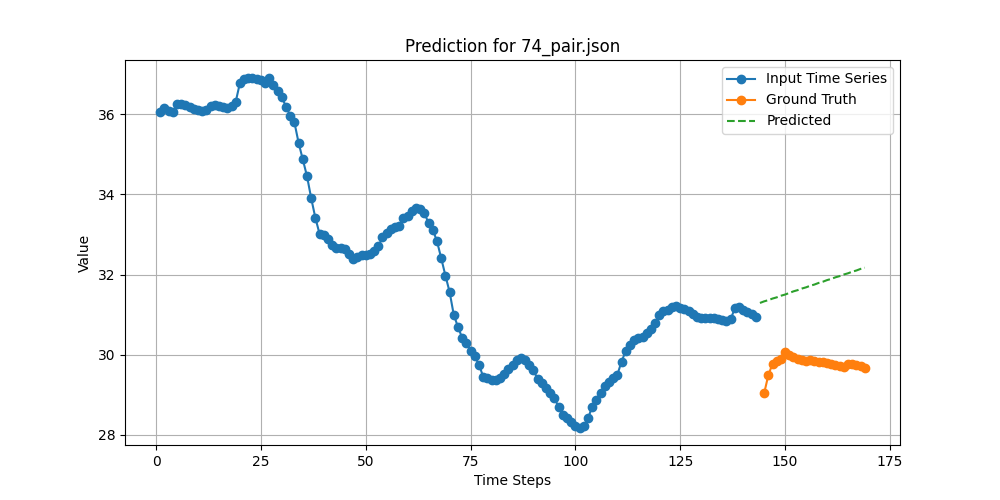 Prediction for 74_pair.json
Input Time Series
Ground Truth
Predicted
Value
36
34
32
30
28
0 25 50 75 100 125 150 175
Time Steps